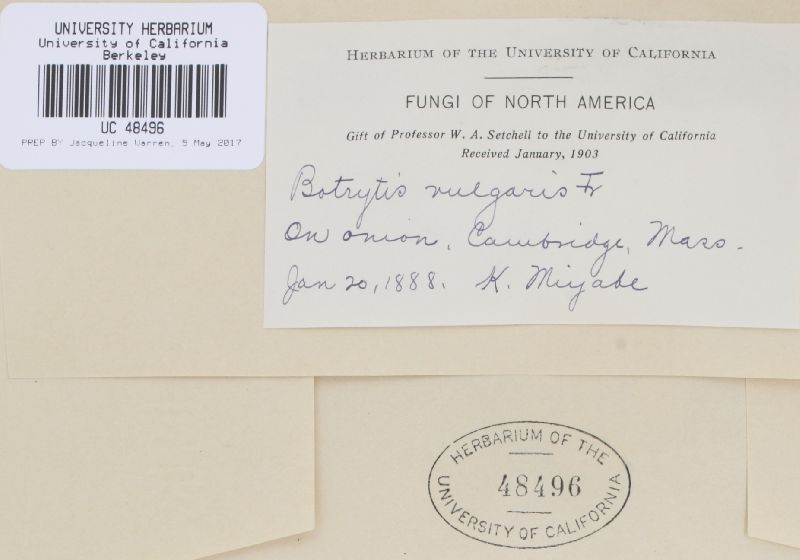 UNIVERSITY HERBARIUM
University of California
Berkeley
UC 48496
PREP BY Jacqueline Warren, 5 May 2017
HERBARIUM OF THE UNIVERSITY OF CALIFORNIA
FUNGI OF NORTH AMERICA
Gift of Professor W. A. Setchell to the University of California
Received January, 1903
Botrytis vulgaris Fr
On onion, Cambridge, Mass.
Jan 20, 1888. K. Miyabe
HERBARIUM OF THE
48496
UNIVERSITY OF CALIFORNIA